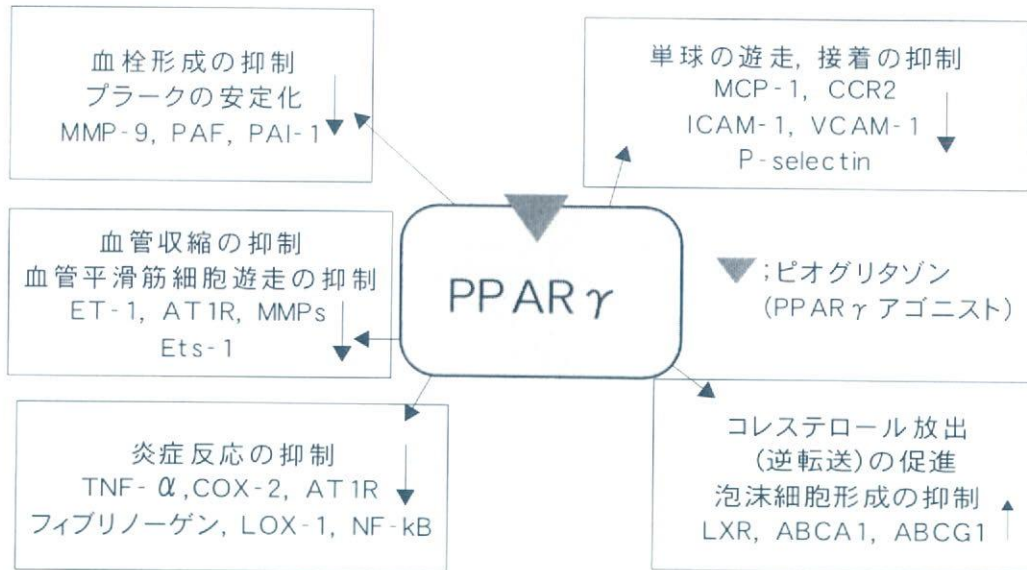 血栓形成の抑制
プラークの安定化
MMP-9, PAF, PAI-1
単球の遊走, 接着の抑制
MCP-1, CCR2
ICAM-1, VCAM-1
P-selectin
血管収縮の抑制
血管平滑筋細胞遊走の抑制
ET-1, AT1R, MMPs
Ets-1
PPARγ
;ピオグリタゾン
(PPARγアゴニスト)
炎症反応の抑制
TNF-α,COX-2, AT1R
フィブリノーゲン, LOX-1, NF-kB
コレステロール放出
(逆転送)の促進
泡沫細胞形成の抑制
LXR, ABCA1, ABCG1